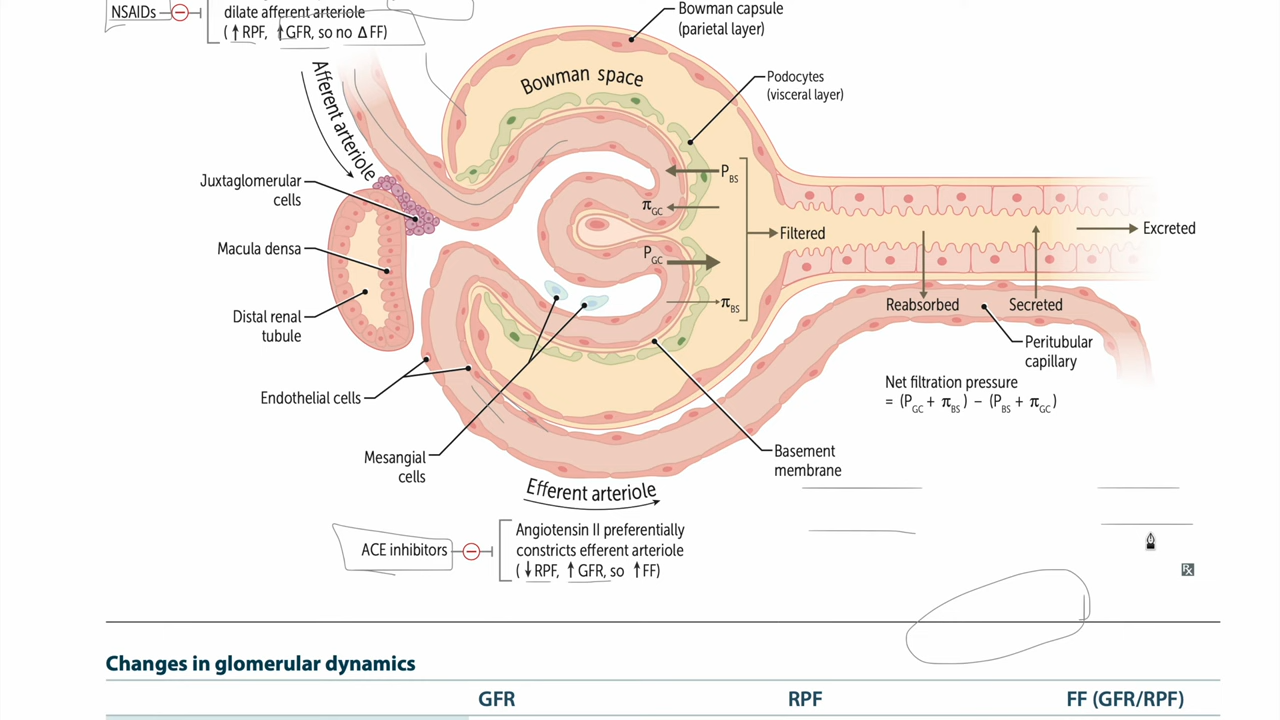 NSAIDs
dilate afferent arteriole
( ↑ RPF, ↑ GFR, so no Δ FF)
Bowman capsule
(parietal layer)
Bowman space
Podocytes
(visceral layer)
Afferent arteriole
Juxtaglomerular
cells
Macula densa
Distal renal
tubule
Endothelial cells
Mesangial
cells
P_BS
π_GC
P_GC
π_BS
Filtered
Excreted
Reabsorbed
Secreted
Peritubular
capillary
Net filtration pressure
= (P_GC + π_BS) − (P_BS + π_GC)
Basement
membrane
Efferent arteriole
ACE inhibitors
Angiotensin II preferentially
constricts efferent arteriole
( ↓ RPF, ↑ GFR, so ↑ FF)
Rx
Changes in glomerular dynamics
GFR RPF FF (GFR/RPF)